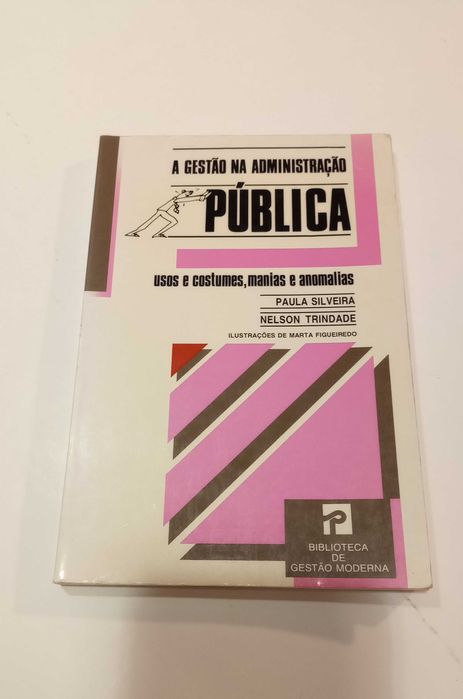 A GESTÃO NA ADMINISTRAÇÃO
PÚBLICA
usos e costumes, manias e anomalias
PAULA SILVEIRA
NELSON TRINDADE
ILUSTRAÇÕES DE MARTA FIGUEIREDO
BIBLIOTECA
DE
GESTÃO MODERNA